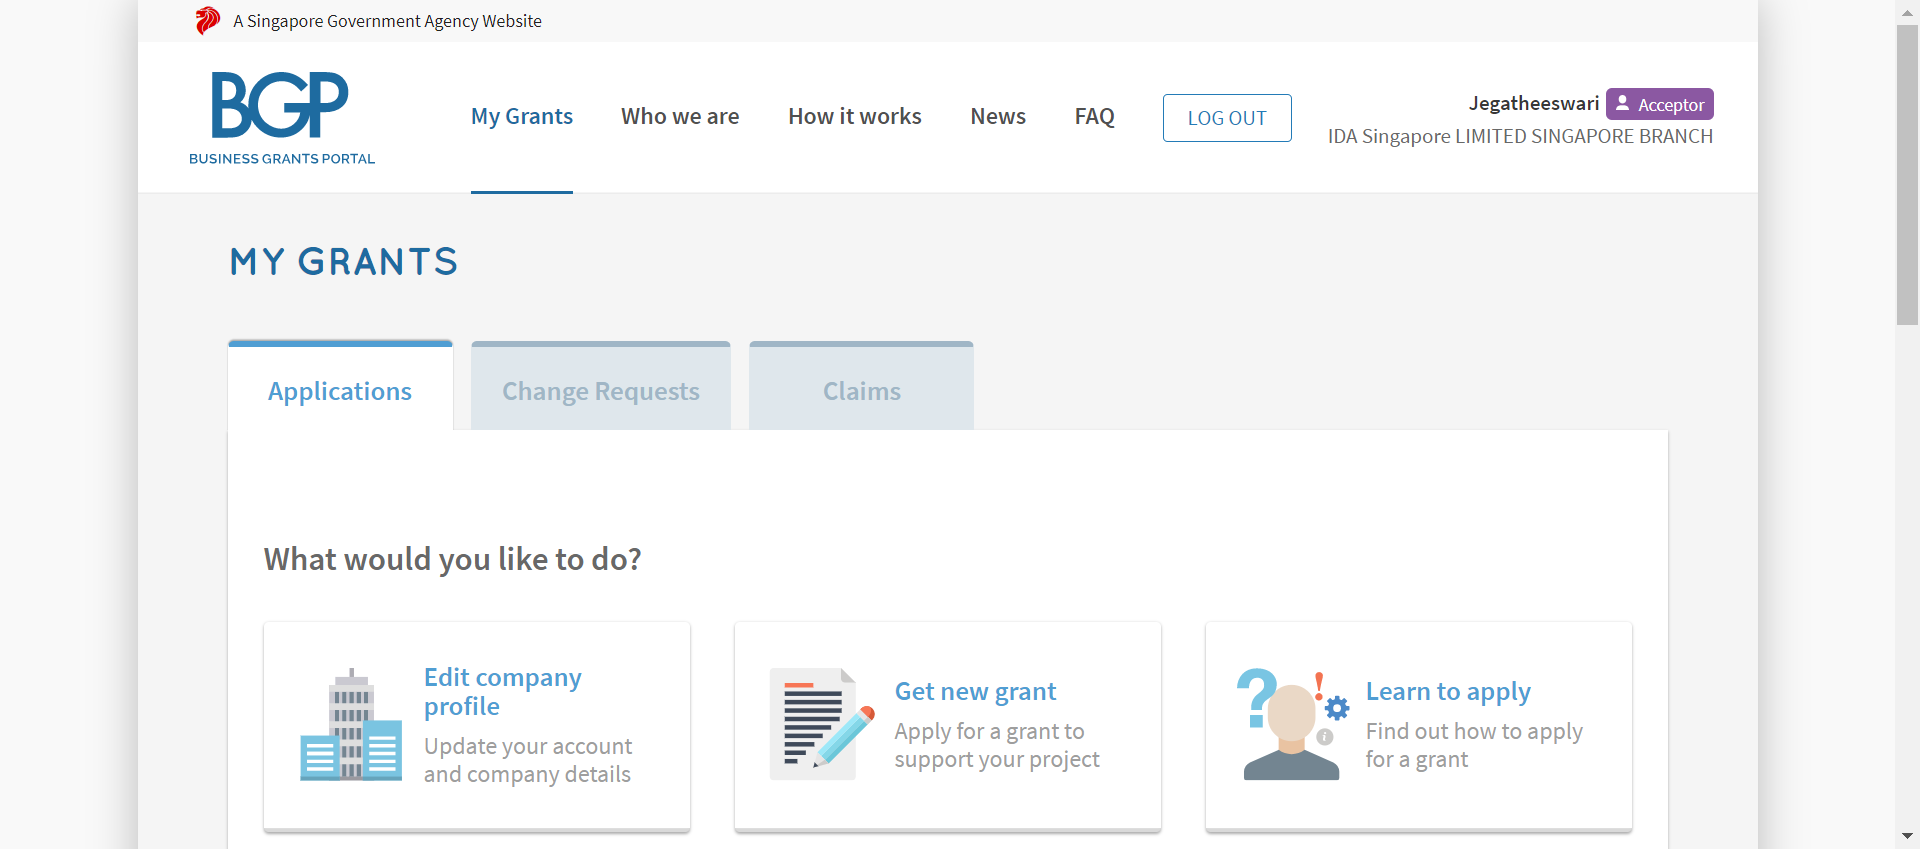 A Singapore Government Agency Website
BGP
BUSINESS GRANTS PORTAL
My Grants
Who we are
How it works
News
FAQ
LOG OUT
Jegatheeswari
Acceptor
IDA Singapore LIMITED SINGAPORE BRANCH
MY GRANTS
Applications
Change Requests
Claims
What would you like to do?
Edit company
profile
Update your account
and company details
Get new grant
Apply for a grant to
support your project
? ! i
Learn to apply
Find out how to apply
for a grant